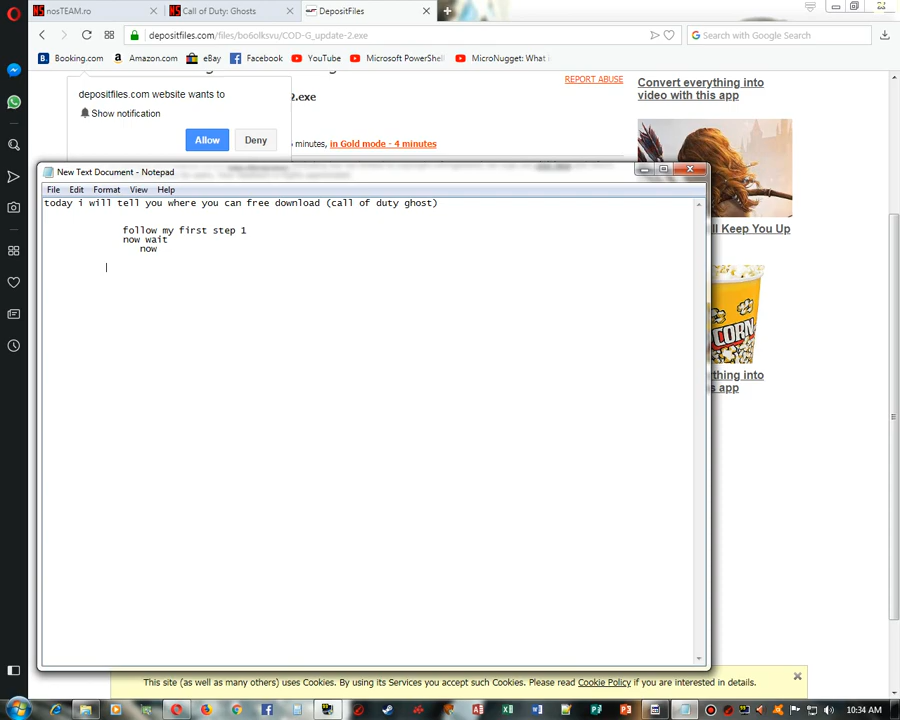 nosTEAM.ro
Call of Duty: Ghosts
DepositFiles
depositfiles.com/files/bo6olksvu/COD-G_update-2.exe
Search with Google Search
Booking.com
Amazon.com
eBay
Facebook
YouTube
Microsoft PowerShell
MicroNugget: What i
depositfiles.com website wants to
Show notification
Allow
Deny
2.exe
minutes, in Gold mode - 4 minutes
REPORT ABUSE
Convert everything into
video with this app
ll Keep You Up
thing into
app
New Text Document - Notepad
File Edit Format View Help
today i will tell you where you can free download (call of duty ghost)
follow my first step 1
now wait
now
This site (as well as many others) uses Cookies. By using its Services you accept such Cookies. Please read Cookie Policy if you are interested in details.
10:34 AM